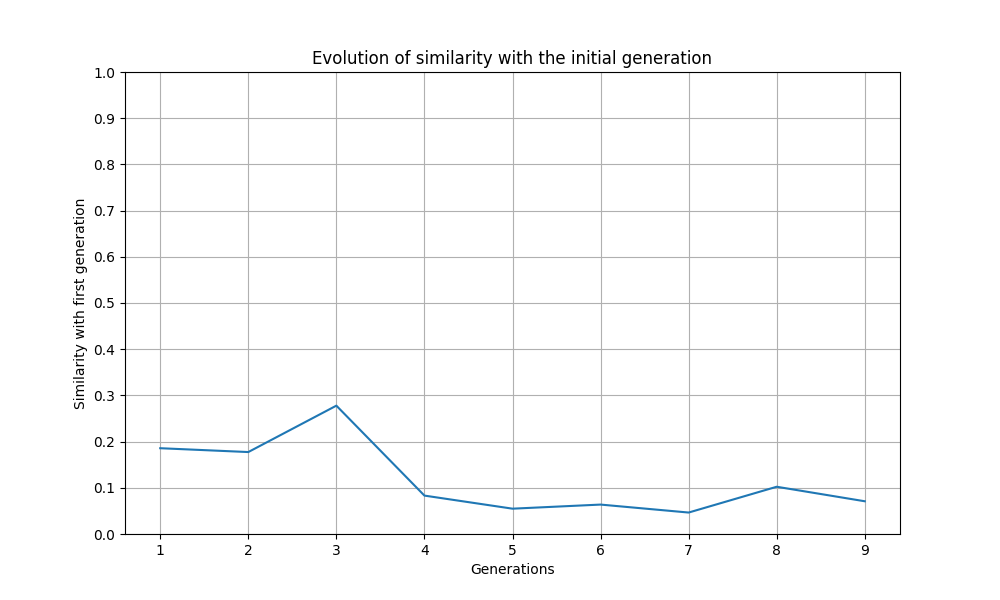 Evolution of similarity with the initial generation
1.0
0.9
0.8
0.7
0.6
0.5
0.4
0.3
0.2
0.1
0.0
Similarity with first generation
1 2 3 4 5 6 7 8 9
Generations